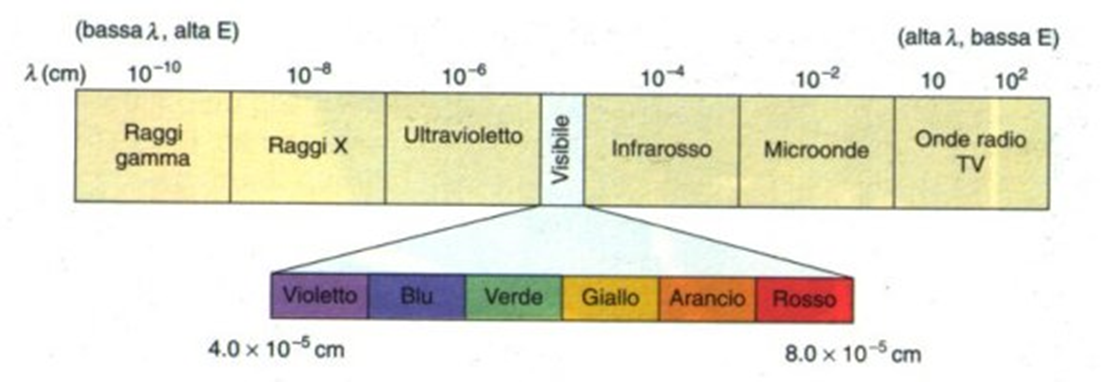 (bassa λ, alta E)
(alta λ, bassa E)
λ (cm) 10⁻¹⁰ 10⁻⁸ 10⁻⁶ 10⁻⁴ 10⁻² 10 10²
Raggi
gamma
Raggi X
Ultravioletto
Visibile
Infrarosso
Microonde
Onde radio
TV
Violetto Blu Verde Giallo Arancio Rosso
4.0 × 10⁻⁵ cm
8.0 × 10⁻⁵ cm